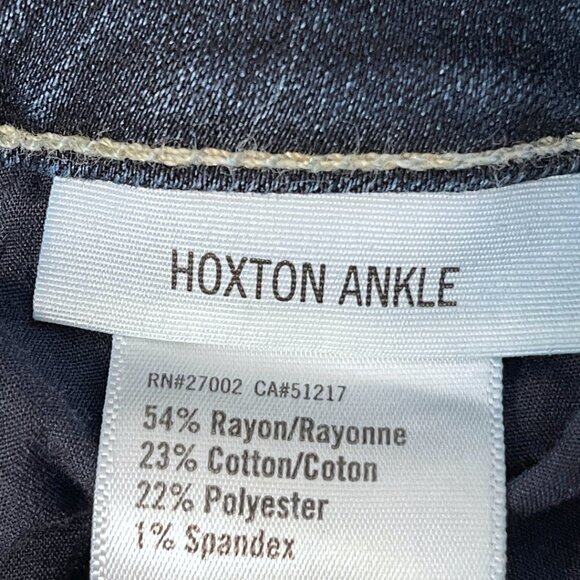 HOXTON ANKLE
RN#27002 CA#51217
54% Rayon/Rayonne
23% Cotton/Coton
22% Polyester
1% Spandex